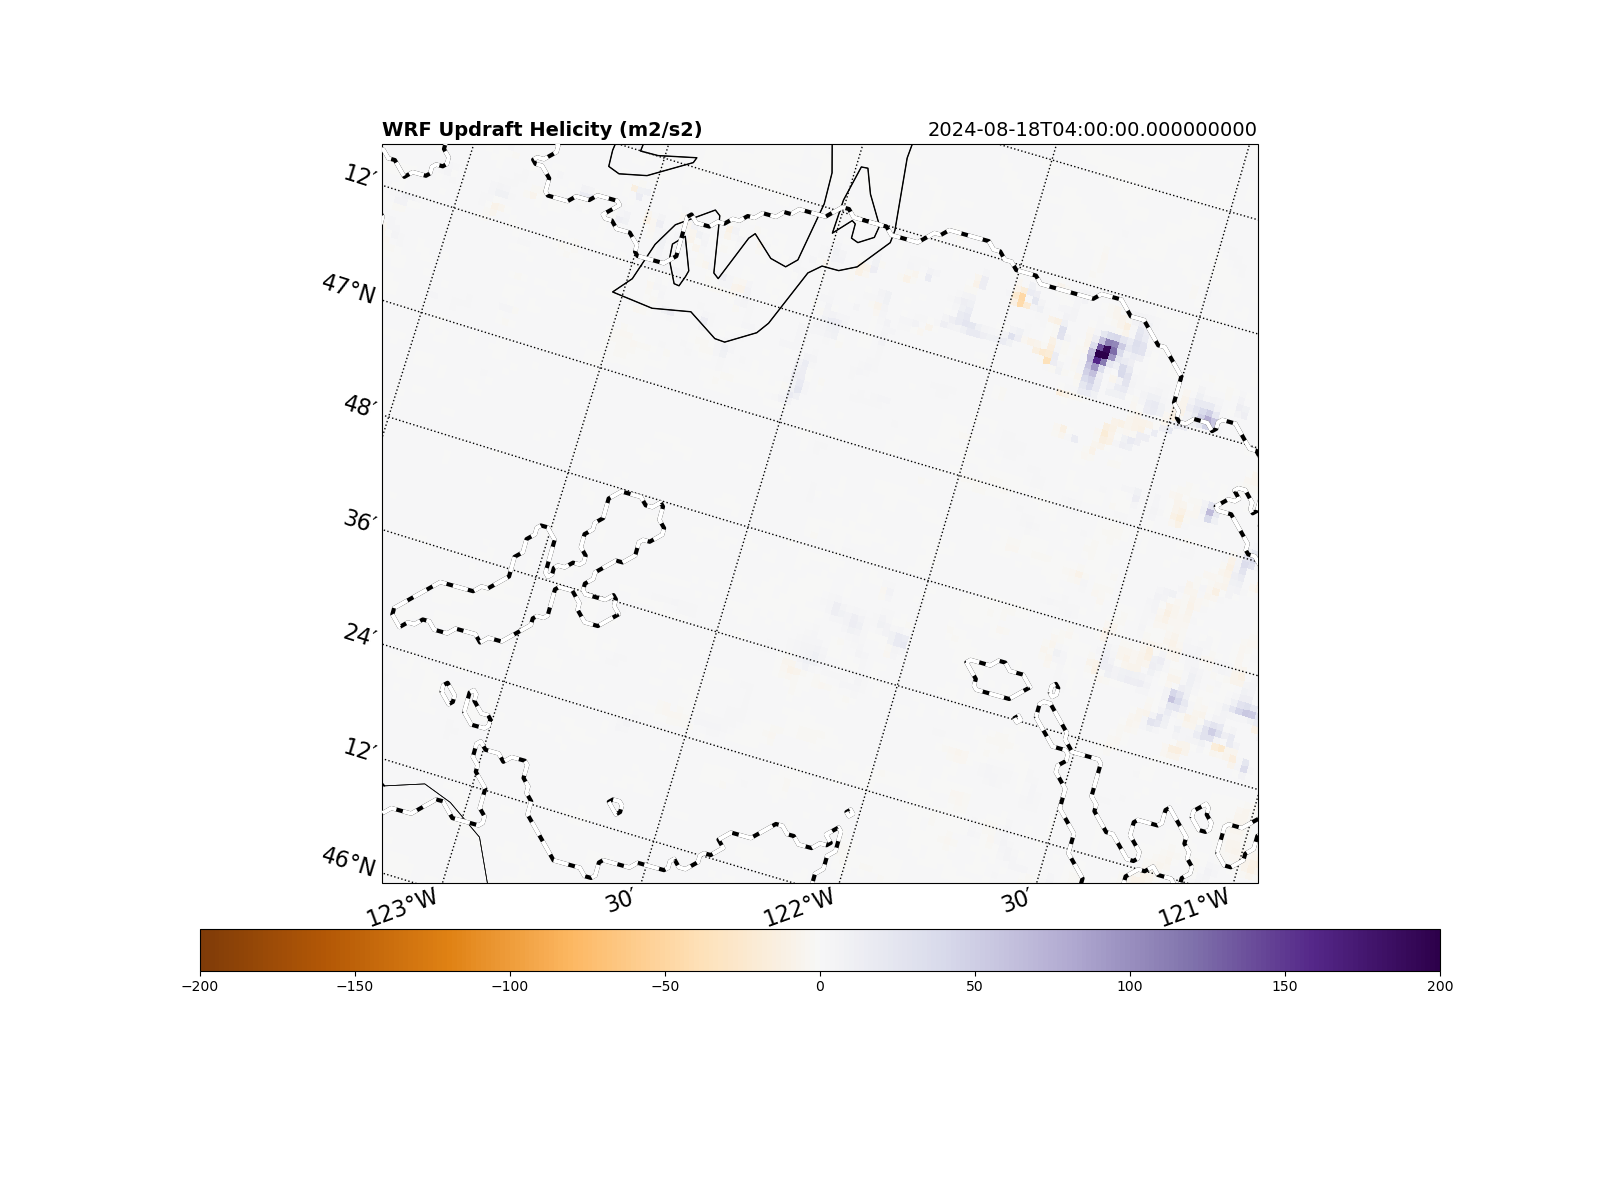 WRF Updraft Helicity (m2/s2) 2024-08-18T04:00:00.000000000
12′
47°N
48′
36′
24′
12′
46°N
123°W 30′ 122°W 30′ 121°W
−200 −150 −100 −50 0 50 100 150 200